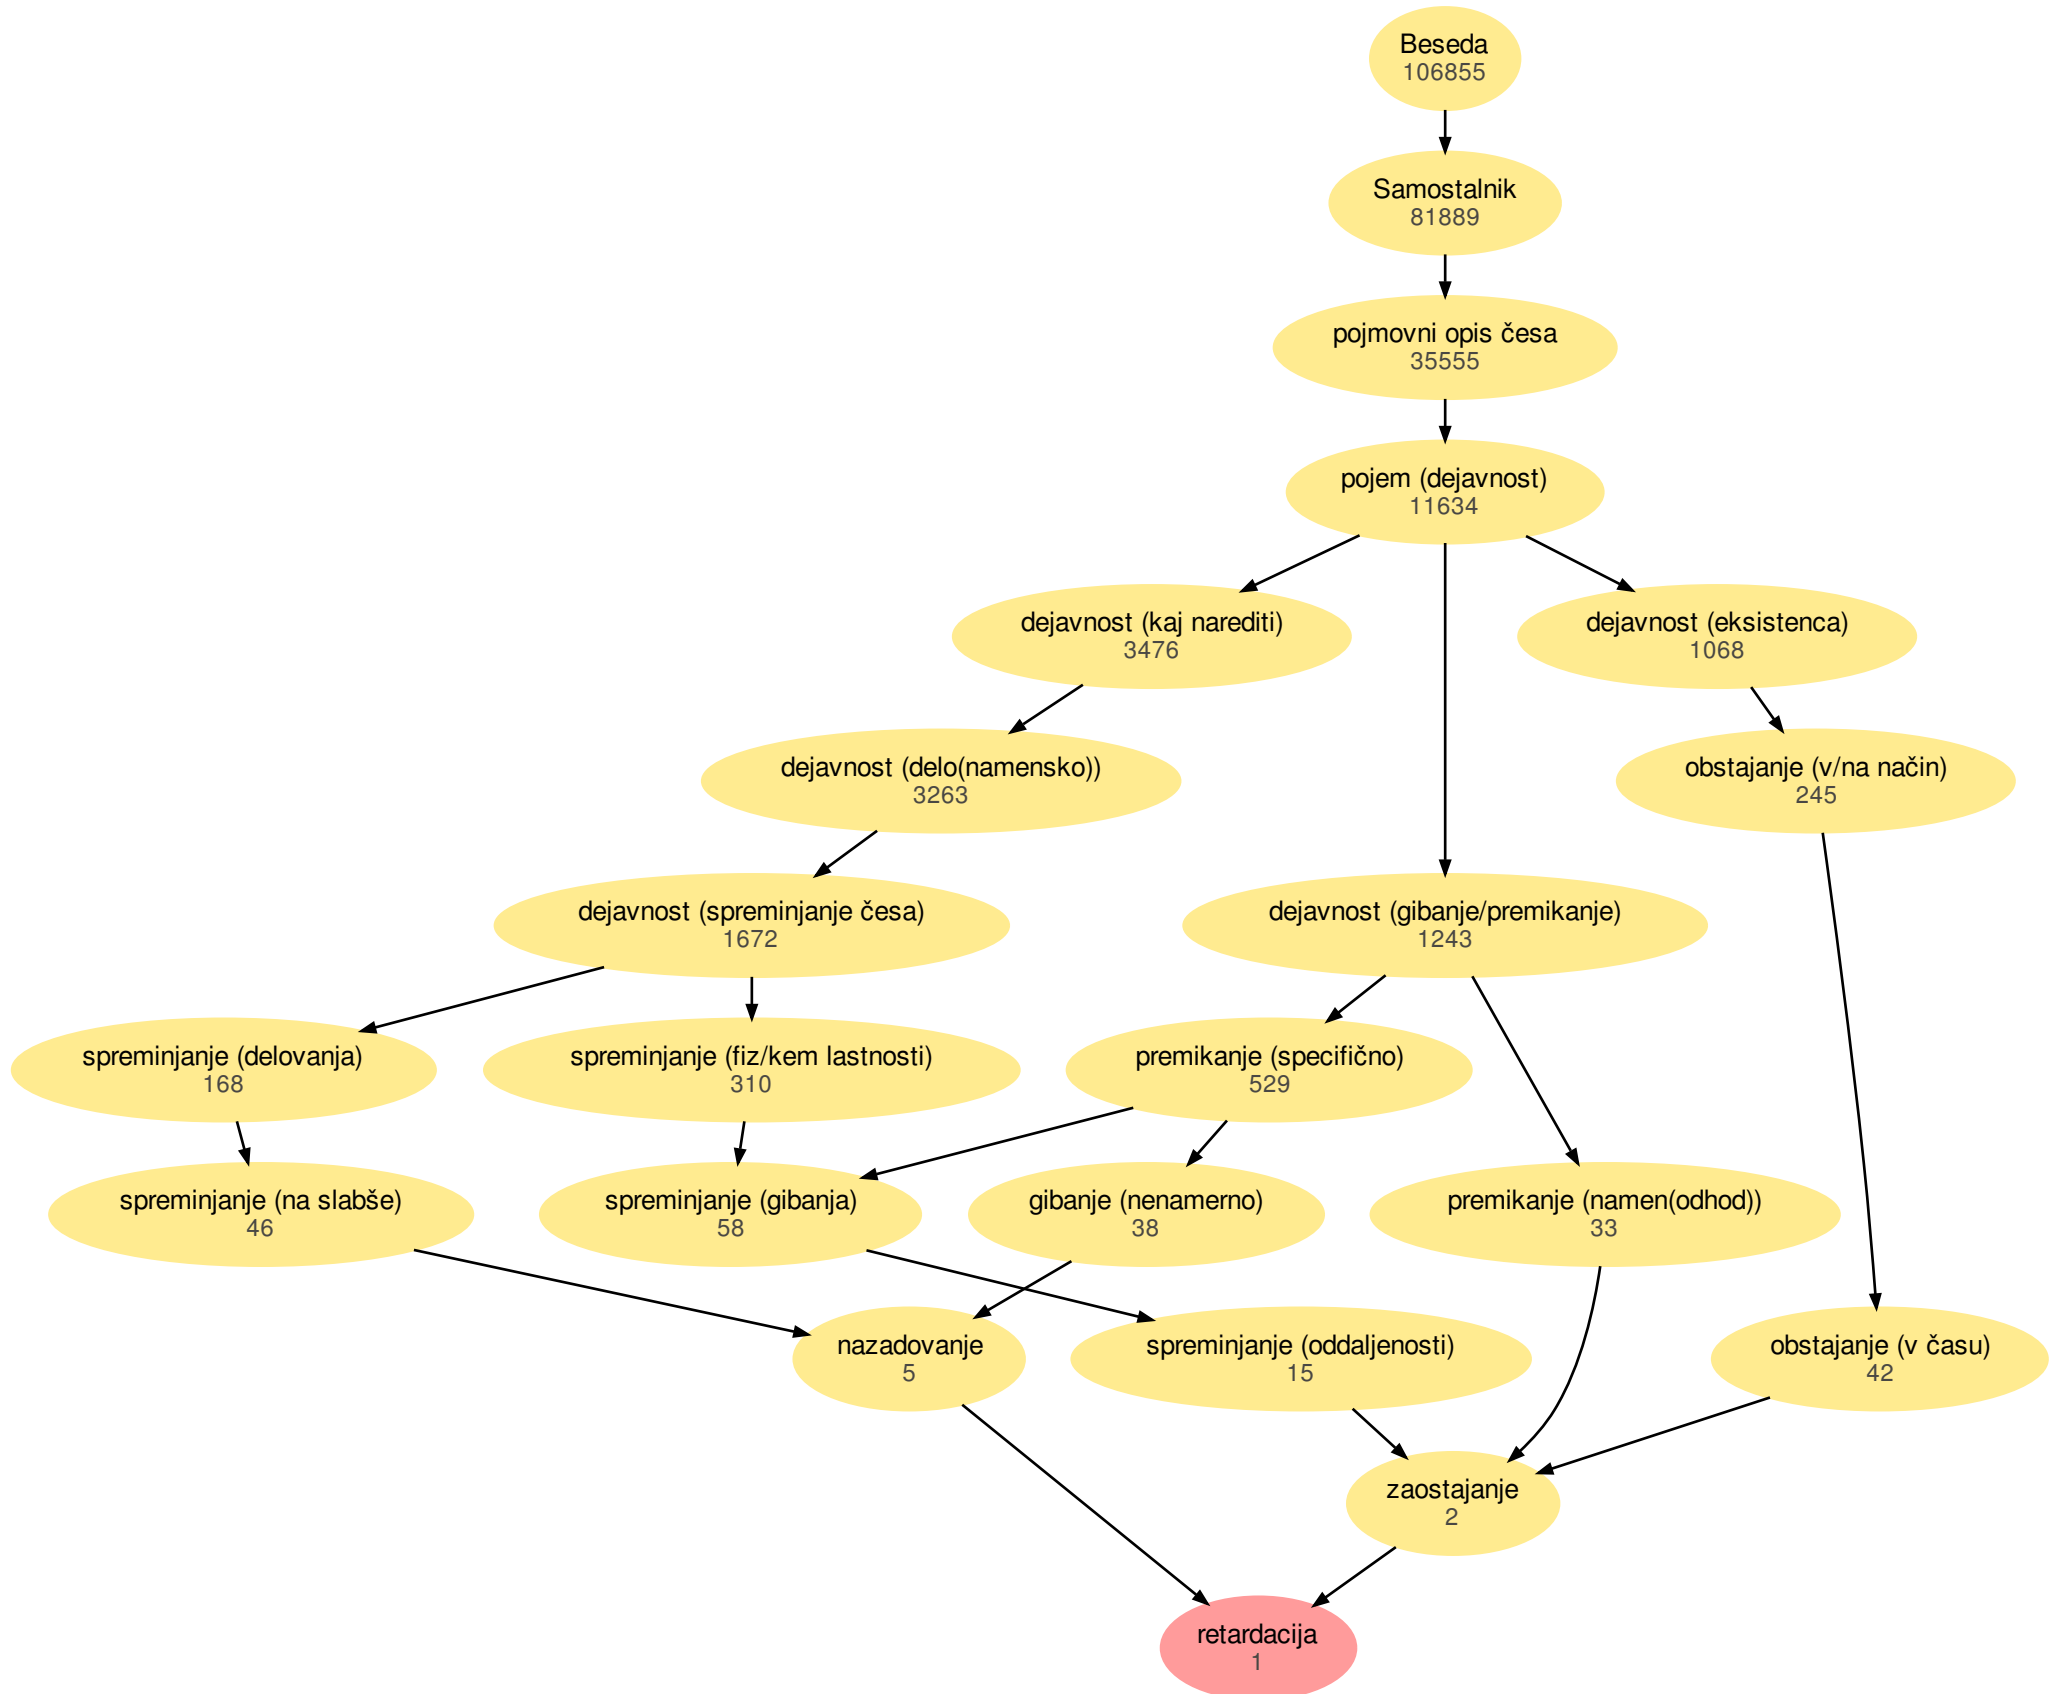 Beseda
106855
Samostalnik
81889
pojmovni opis česa
35555
pojem (dejavnost)
11634
dejavnost (kaj narediti)
3476
dejavnost (eksistenca)
1068
dejavnost (delo(namensko))
3263
obstajanje (v/na način)
245
dejavnost (spreminjanje česa)
1672
dejavnost (gibanje/premikanje)
1243
spreminjanje (delovanja)
168
spreminjanje (fiz/kem lastnosti)
310
premikanje (specifično)
529
spreminjanje (na slabše)
46
spreminjanje (gibanja)
58
gibanje (nenamerno)
38
premikanje (namen(odhod))
33
nazadovanje
5
spreminjanje (oddaljenosti)
15
obstajanje (v času)
42
zaostajanje
2
retardacija
1